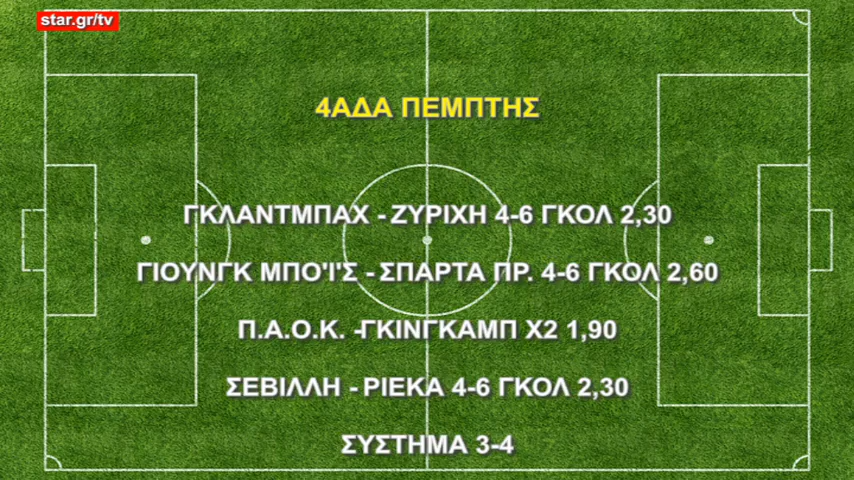 star.gr/tv
4ΑΔΑ ΠΕΜΠΤΗΣ
ΓΚΛΑΝΤΜΠΑΧ - ΖΥΡΙΧΗ 4-6 ΓΚΟΛ 2,30
ΓΙΟΥΝΓΚ ΜΠΟ'Ι'Σ - ΣΠΑΡΤΑ ΠΡ. 4-6 ΓΚΟΛ 2,60
Π.Α.Ο.Κ. -ΓΚΙΝΓΚΑΜΠ Χ2 1,90
ΣΕΒΙΛΛΗ - ΡΙΕΚΑ 4-6 ΓΚΟΛ 2,30
ΣΥΣΤΗΜΑ 3-4